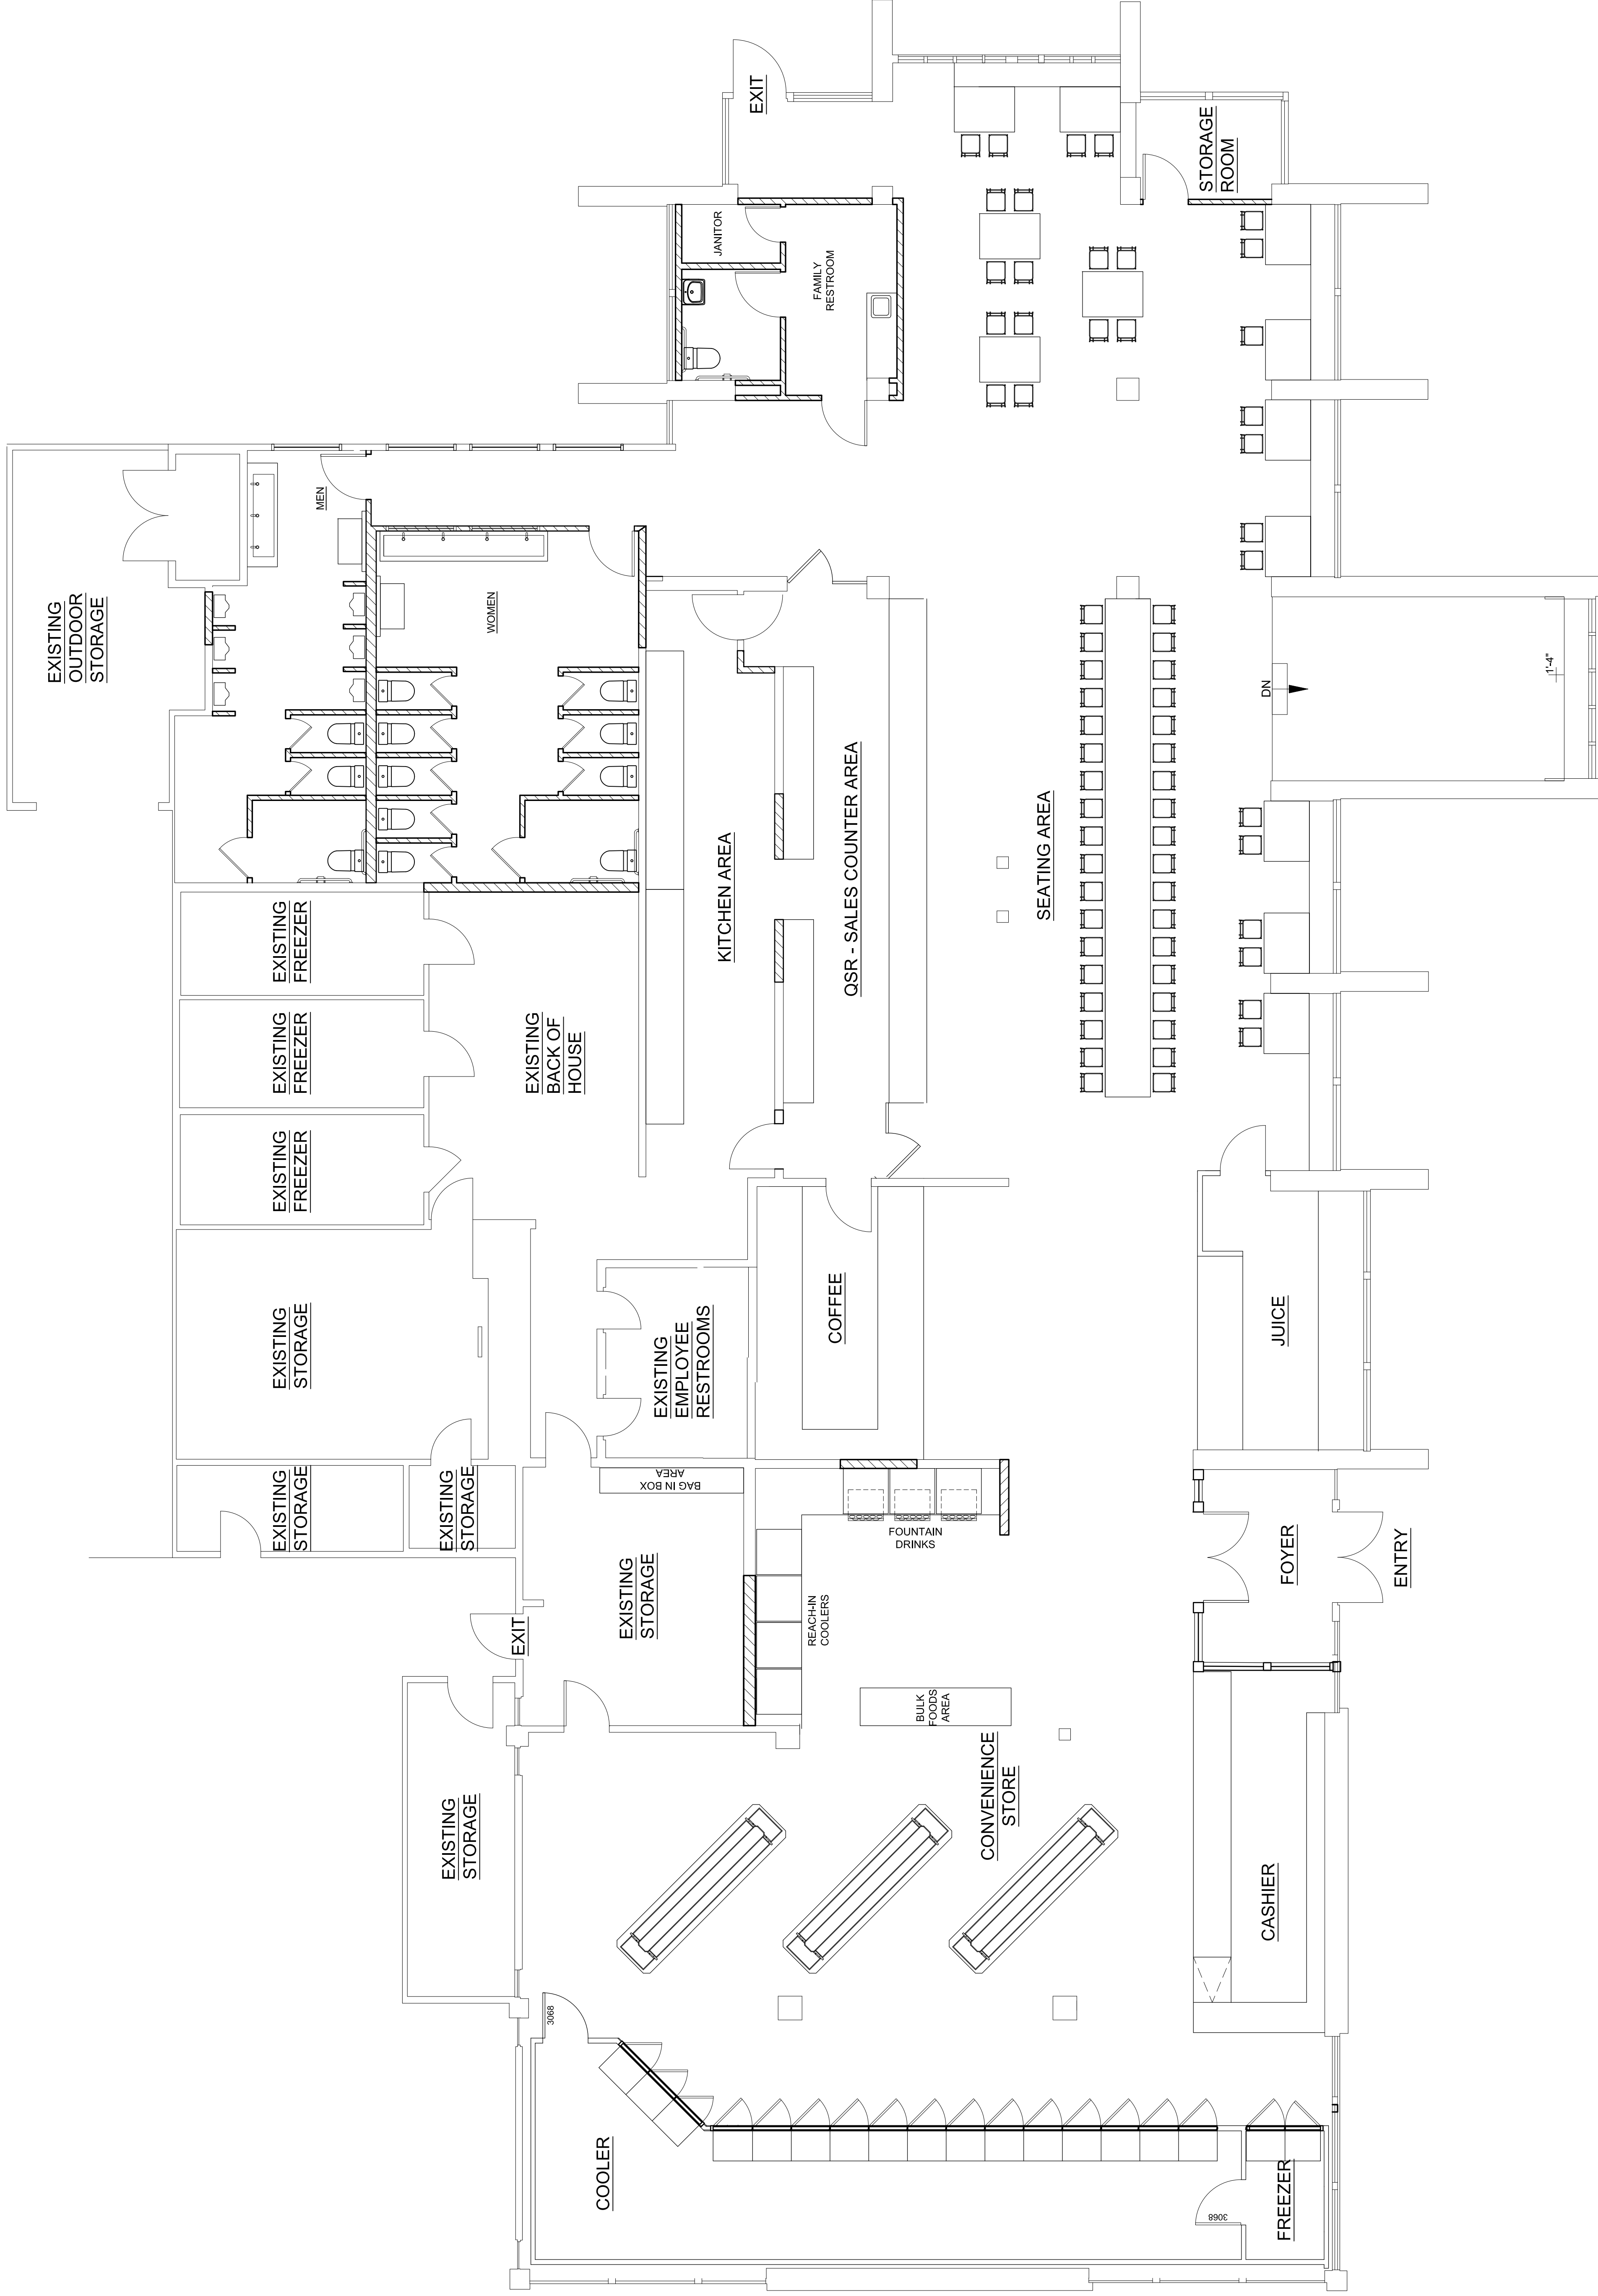 EXISTING
OUTDOOR
STORAGE
MEN
WOMEN
JANITOR
FAMILY
RESTROOM
EXIT
STORAGE
ROOM
EXISTING
FREEZER
EXISTING
FREEZER
EXISTING
FREEZER
EXISTING
BACK OF
HOUSE
KITCHEN AREA
QSR - SALES COUNTER AREA
SEATING AREA
DN
1'-4"
EXISTING
STORAGE
EXISTING
EMPLOYEE
RESTROOMS
COFFEE
JUICE
EXISTING
STORAGE
EXISTING
STORAGE
BAG IN BOX
AREA
EXISTING
STORAGE
EXIT
FOUNTAIN
DRINKS
REACH-IN
COOLERS
FOYER
ENTRY
BULK
FOODS
AREA
EXISTING
STORAGE
CONVENIENCE
STORE
CASHIER
3068
COOLER
3068
FREEZER